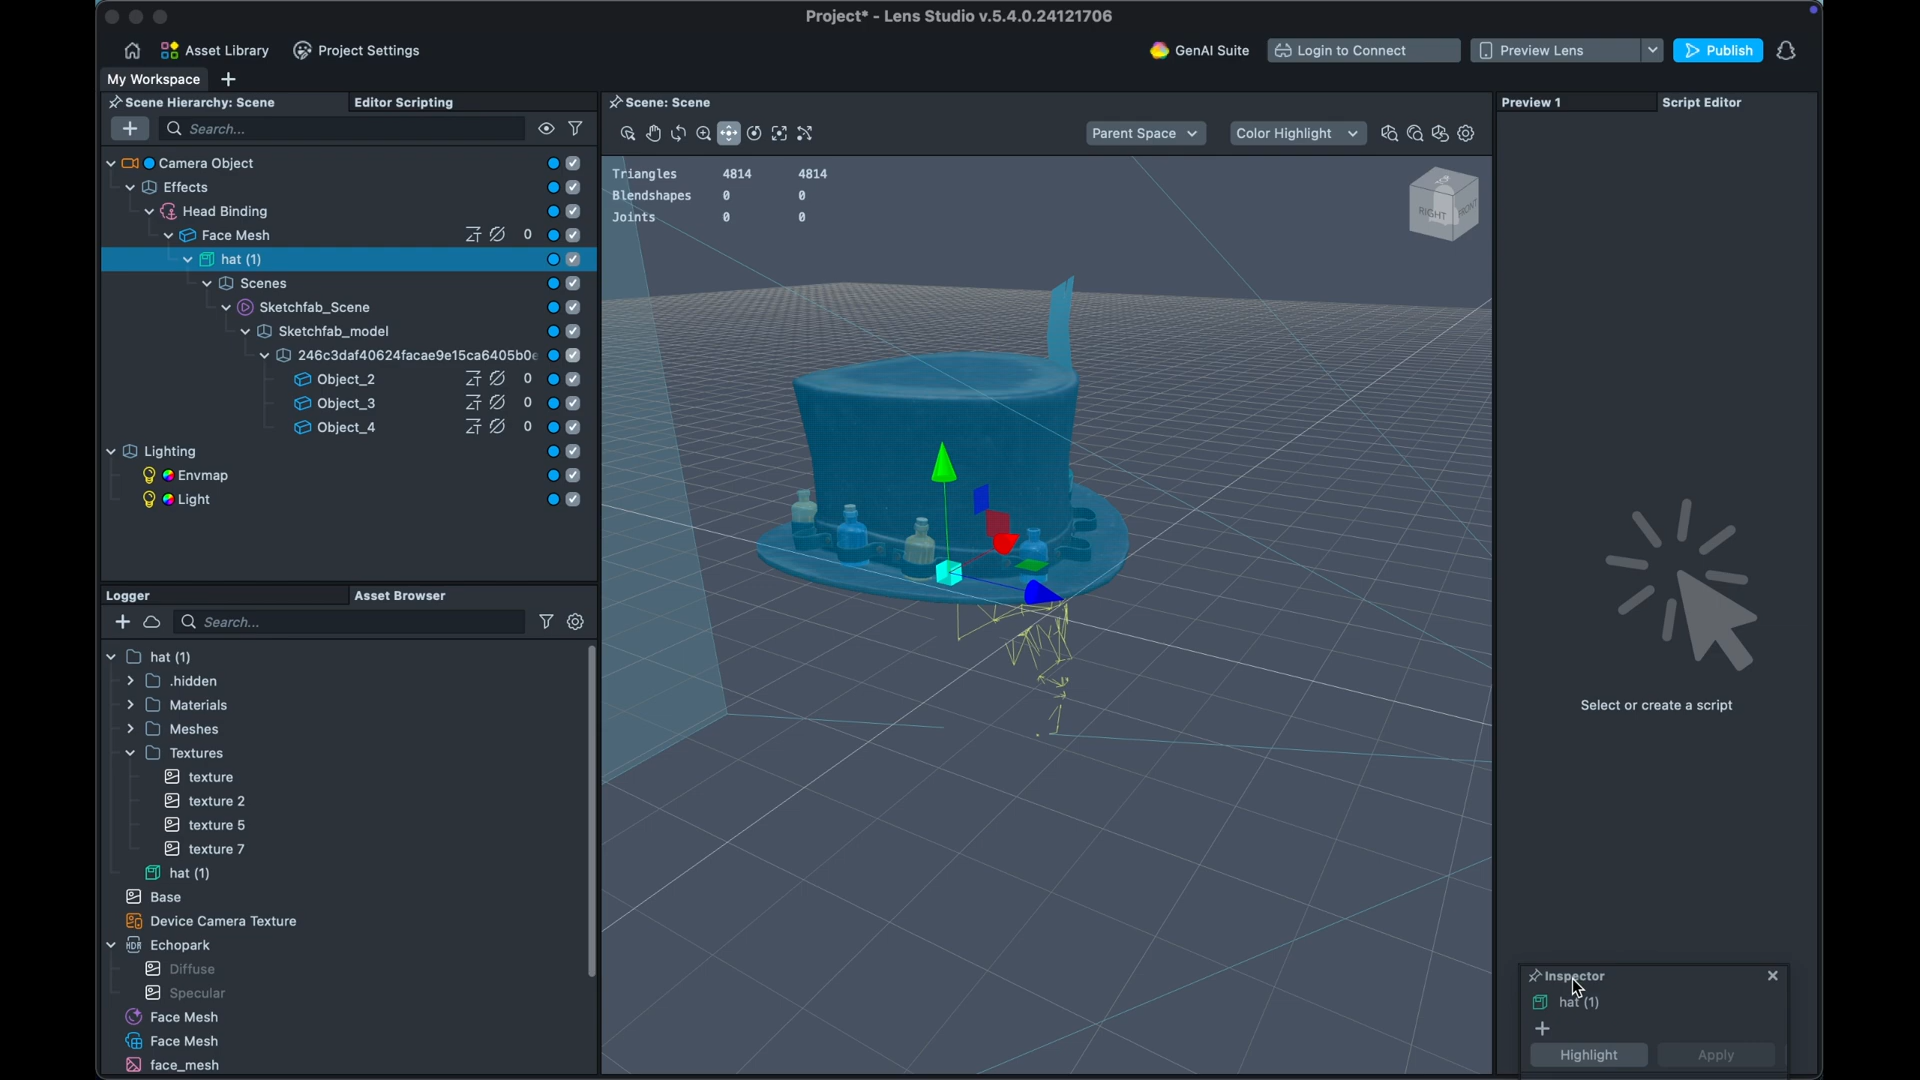 Project* - Lens Studio v.5.4.0.24121706
Asset Library
Project Settings
GenAI Suite
Login to Connect
Preview Lens
Publish
My Workspace
Scene Hierarchy: Scene
Editor Scripting
Search...
Camera Object
Effects
Head Binding
Face Mesh 0
hat (1)
Scenes
Sketchfab_Scene
Sketchfab_model
246c3daf40624facae9e15ca6405b0
Object_2 0
Object_3 0
Object_4 0
Lighting
Envmap
Light
Logger
Asset Browser
Search...
hat (1)
.hidden
Materials
Meshes
Textures
texture
texture 2
texture 5
texture 7
hat (1)
Base
Device Camera Texture
Echopark
Diffuse
Specular
Face Mesh
Face Mesh
face_mesh
Scene: Scene
Parent Space
Color Highlight
Triangles 4814 4814
Blendshapes 0 0
Joints 0 0
RIGHT
FRONT
Preview 1
Script Editor
Select or create a script
Inspector
hat (1)
Highlight
Apply